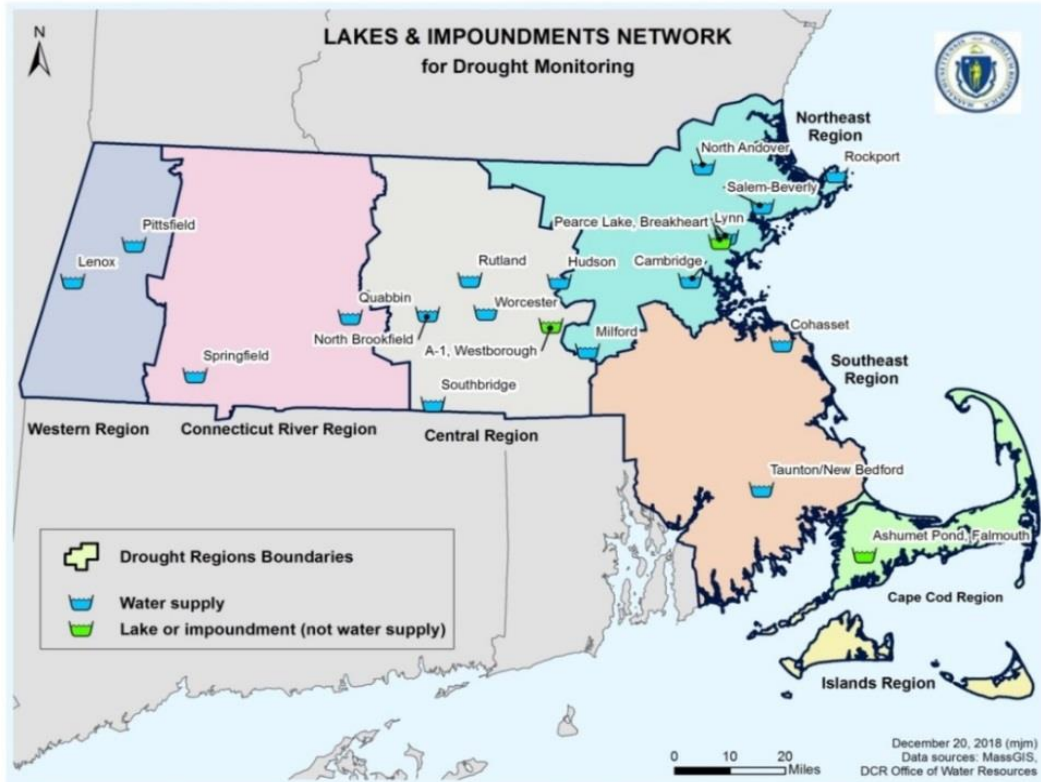 N
LAKES & IMPOUNDMENTS NETWORK
for Drought Monitoring
Northeast
Region
North Andover
Rockport
Salem-Beverly
Pearce Lake, Breakheart
Lynn
Pittsfield
Lenox
Rutland
Hudson
Cambridge
Quabbin
Worcester
North Brookfield
A-1, Westborough
Milford
Cohasset
Springfield
Southbridge
Southeast
Region
Western Region
Connecticut River Region
Central Region
Taunton/New Bedford
Ashumet Pond, Falmouth
Cape Cod Region
Islands Region
Drought Regions Boundaries
Water supply
Lake or impoundment (not water supply)
0 10 20
Miles
December 20, 2018 (mjm)
Data sources: MassGIS,
DCR Office of Water Resources